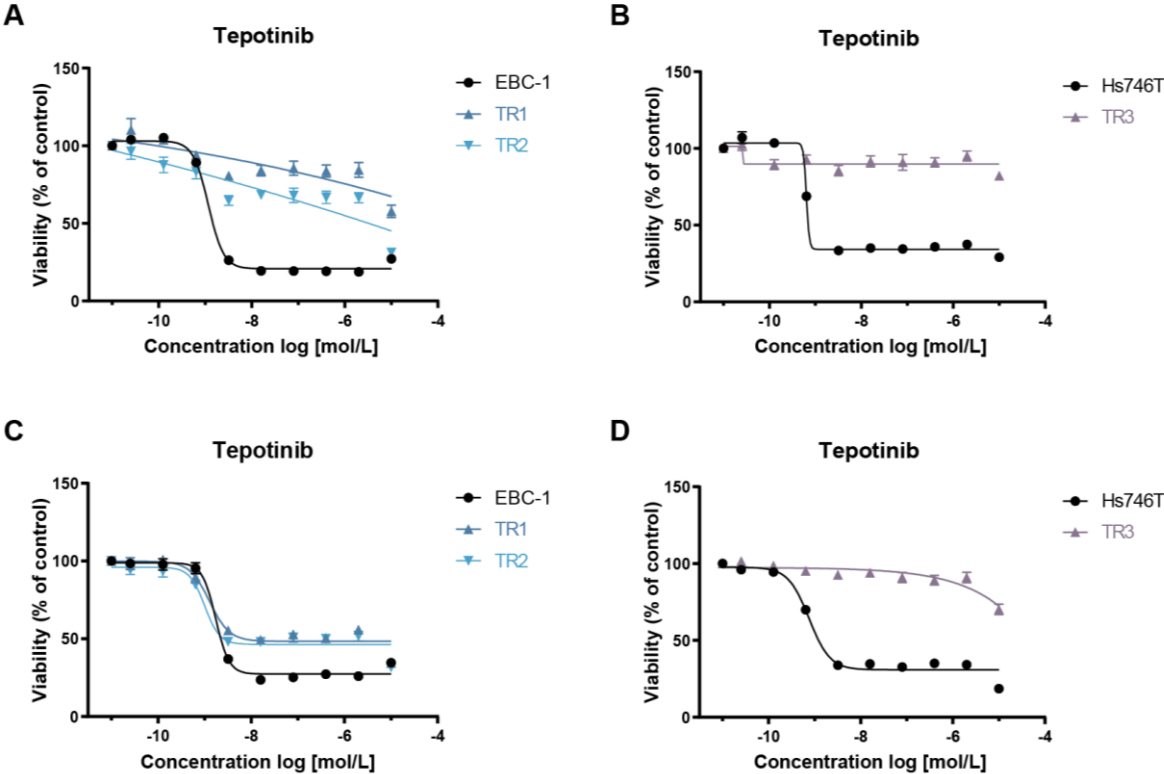 A
Tepotinib
150
100
50
0
-10
-8
-6
-4
Viability (% of control)
Concentration log [mol/L]
EBC-1
TR1
TR2
B
Tepotinib
150
100
50
0
-10
-8
-6
-4
Viability (% of control)
Concentration log [mol/L]
Hs746T
TR3
C
Tepotinib
150
100
50
0
-10
-8
-6
-4
Viability (% of control)
Concentration log [mol/L]
EBC-1
TR1
TR2
D
Tepotinib
150
100
50
0
-10
-8
-6
-4
Viability (% of control)
Concentration log [mol/L]
Hs746T
TR3